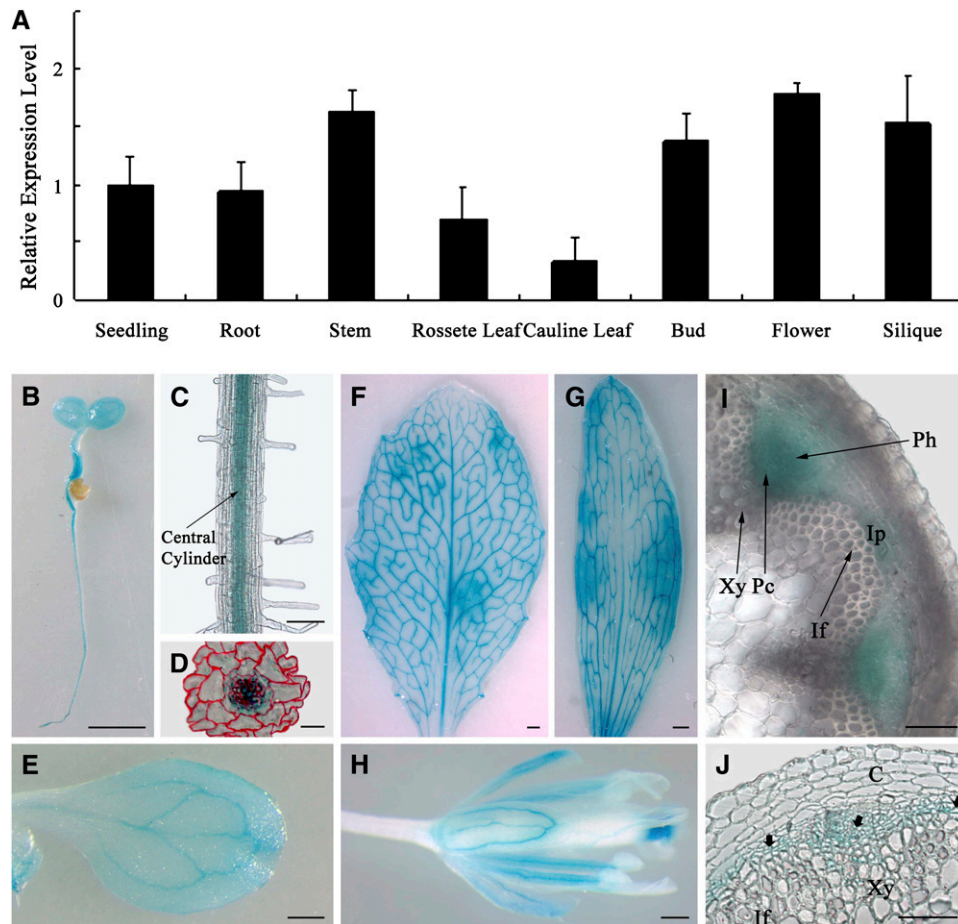 A
Relative Expression Level
2
1
0
Seedling Root Stem Rossete Leaf Cauline Leaf Bud Flower Silique
B
C
Central
Cylinder
D
E
F
G
H
I
Ph
Ip
Xy Pc
If
J
C
Xy
If